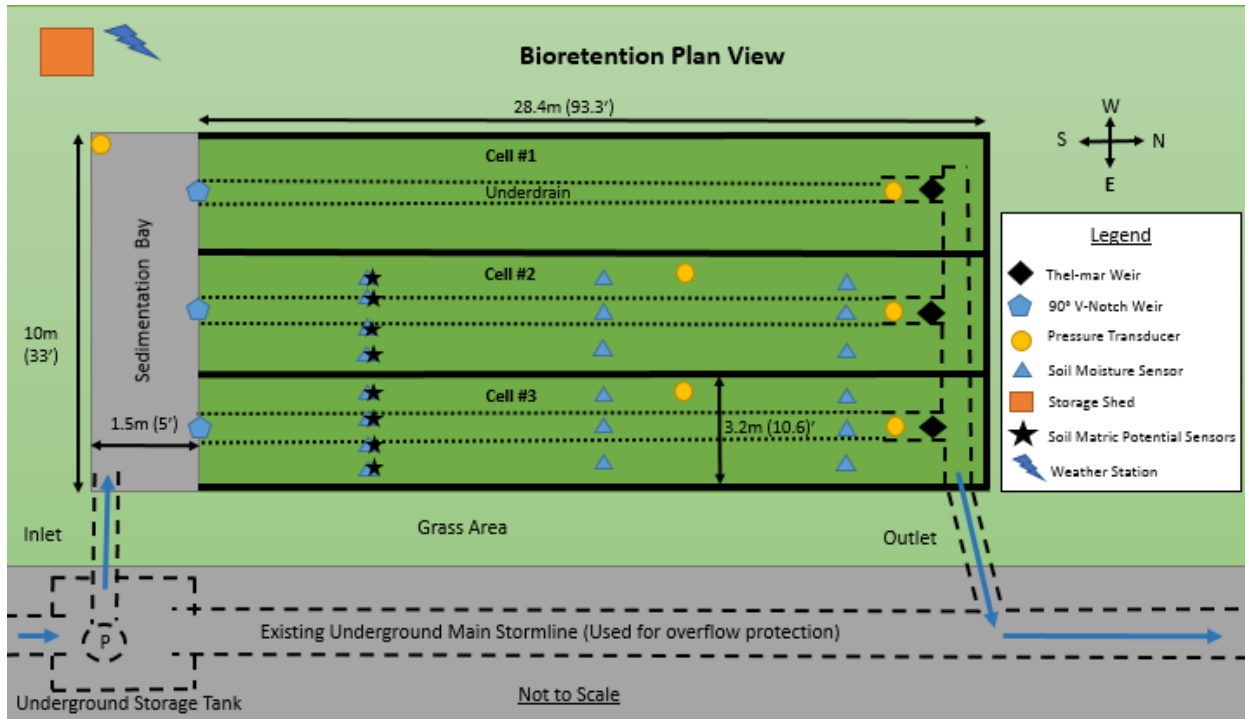 Bioretention Plan View
28.4m (93.3′)
W
S
N
E
Cell #1
Underdrain
Sedimentation Bay
Cell #2
10m
(33′)
Cell #3
1.5m (5′)
3.2m (10.6)′
Legend
Thel-mar Weir
90° V-Notch Weir
Pressure Transducer
Soil Moisture Sensor
Storage Shed
Soil Matric Potential Sensors
Weather Station
Inlet
Grass Area
Outlet
P
Existing Underground Main Stormline (Used for overflow protection)
Underground Storage Tank
Not to Scale